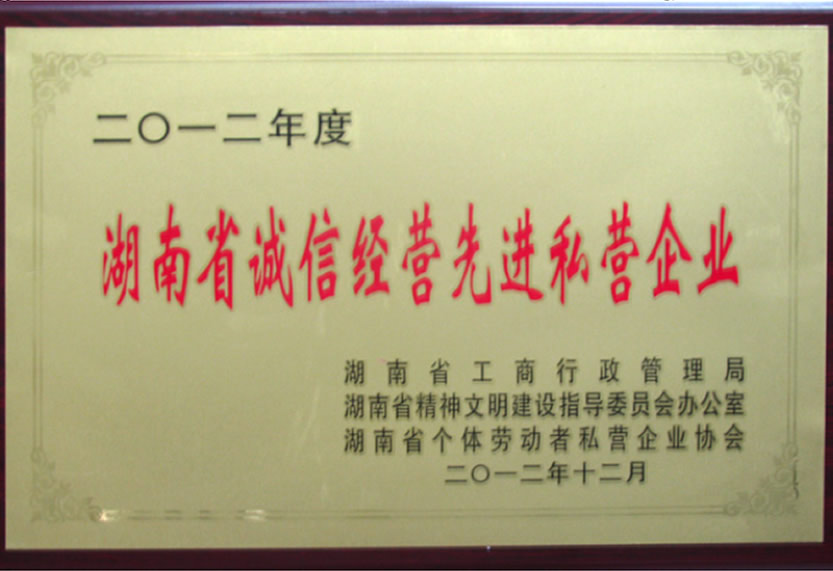 二〇一二年度
湖南省诚信经营先进私营企业
湖南省工商行政管理局
湖南省精神文明建设指导委员会办公室
湖南省个体劳动者私营企业协会
二〇一二年十二月